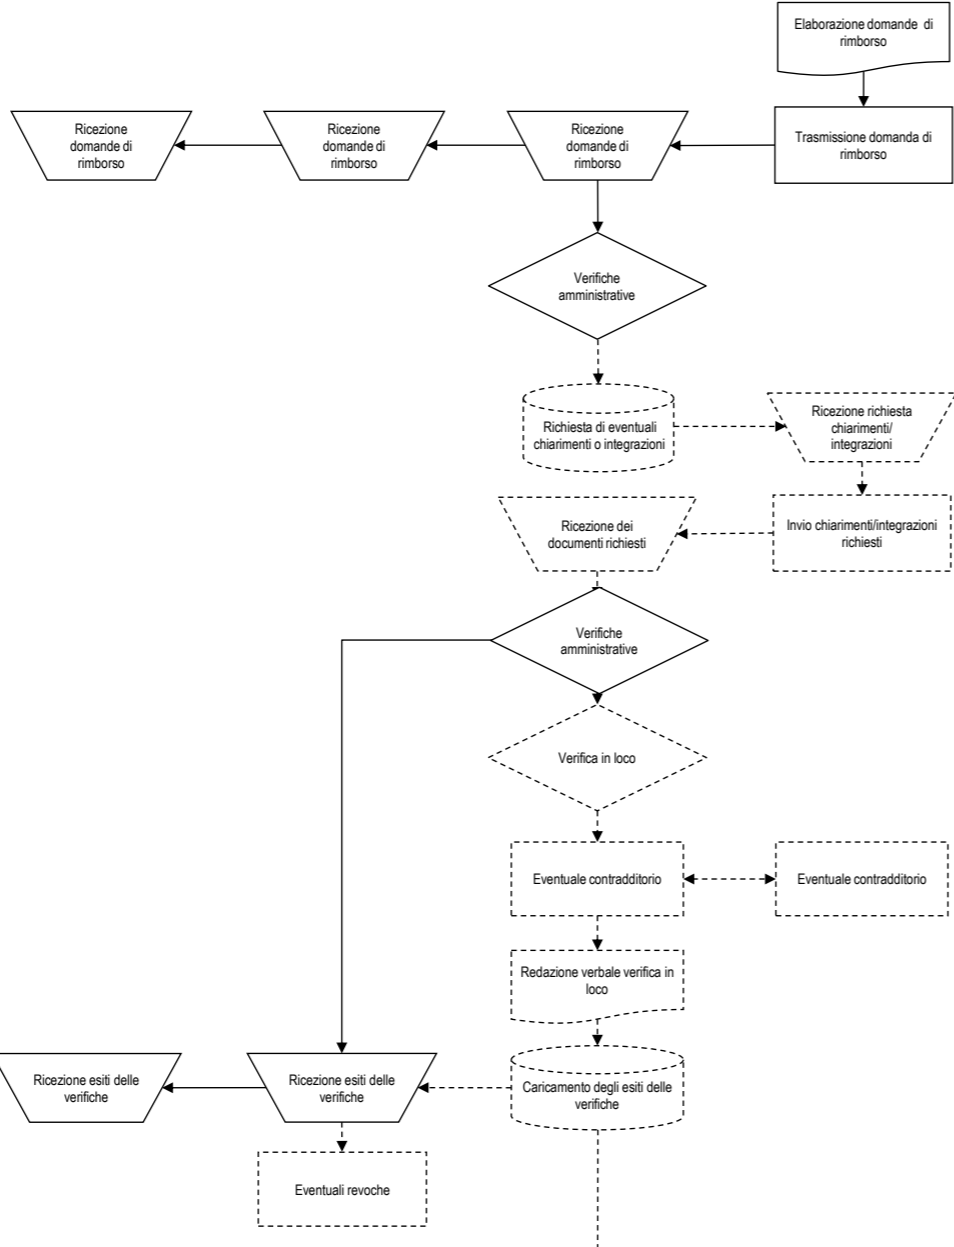 Elaborazione domande di
rimborso
Trasmissione domanda di
rimborso
Ricezione
domande di
rimborso
Ricezione
domande di
rimborso
Ricezione
domande di
rimborso
Verifiche
amministrative
Richiesta di eventuali
chiarimenti o integrazioni
Ricezione richiesta
chiarimenti/
integrazioni
Invio chiarimenti/integrazioni
richiesti
Ricezione dei
documenti richiesti
Verifiche
amministrative
Verifica in loco
Eventuale contradditorio
Eventuale contradditorio
Redazione verbale verifica in
loco
Caricamento degli esiti delle
verifiche
Ricezione esiti delle
verifiche
Ricezione esiti delle
verifiche
Eventuali revoche